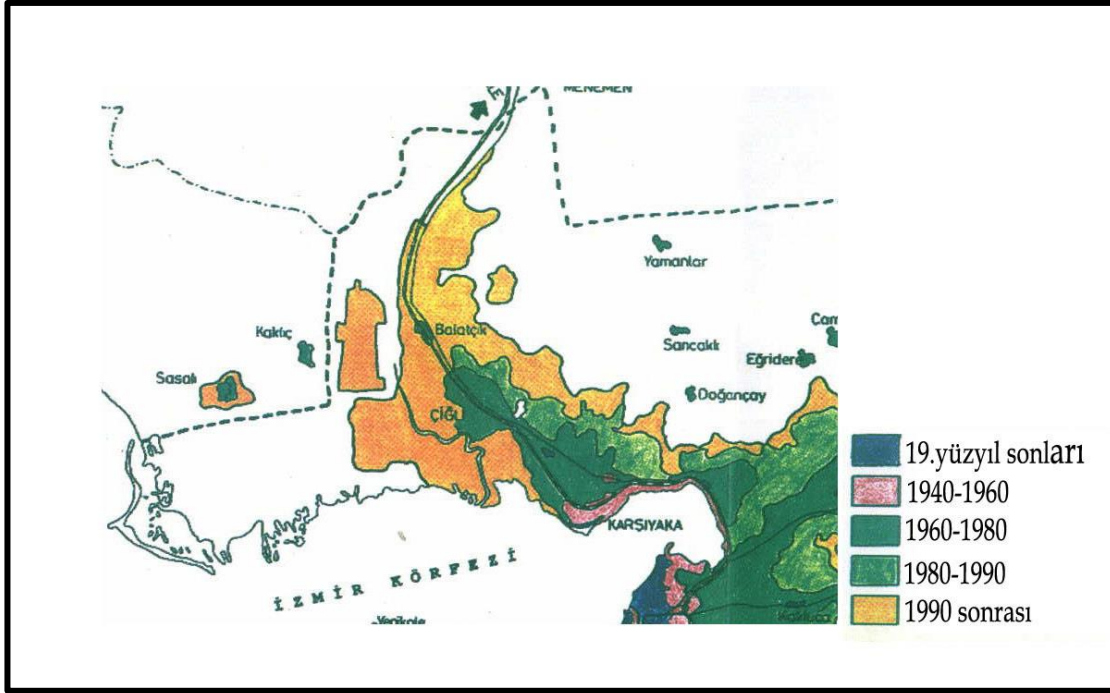 MENEMEN
Yamanlar
Balatçık
Kaklıç
Sancaklı
Eğridere
Sasalı
Doğançay
ÇİĞLİ
KARŞIYAKA
İZMİR KÖRFEZİ
19.yüzyıl sonları
1940-1960
1960-1980
1980-1990
1990 sonrası